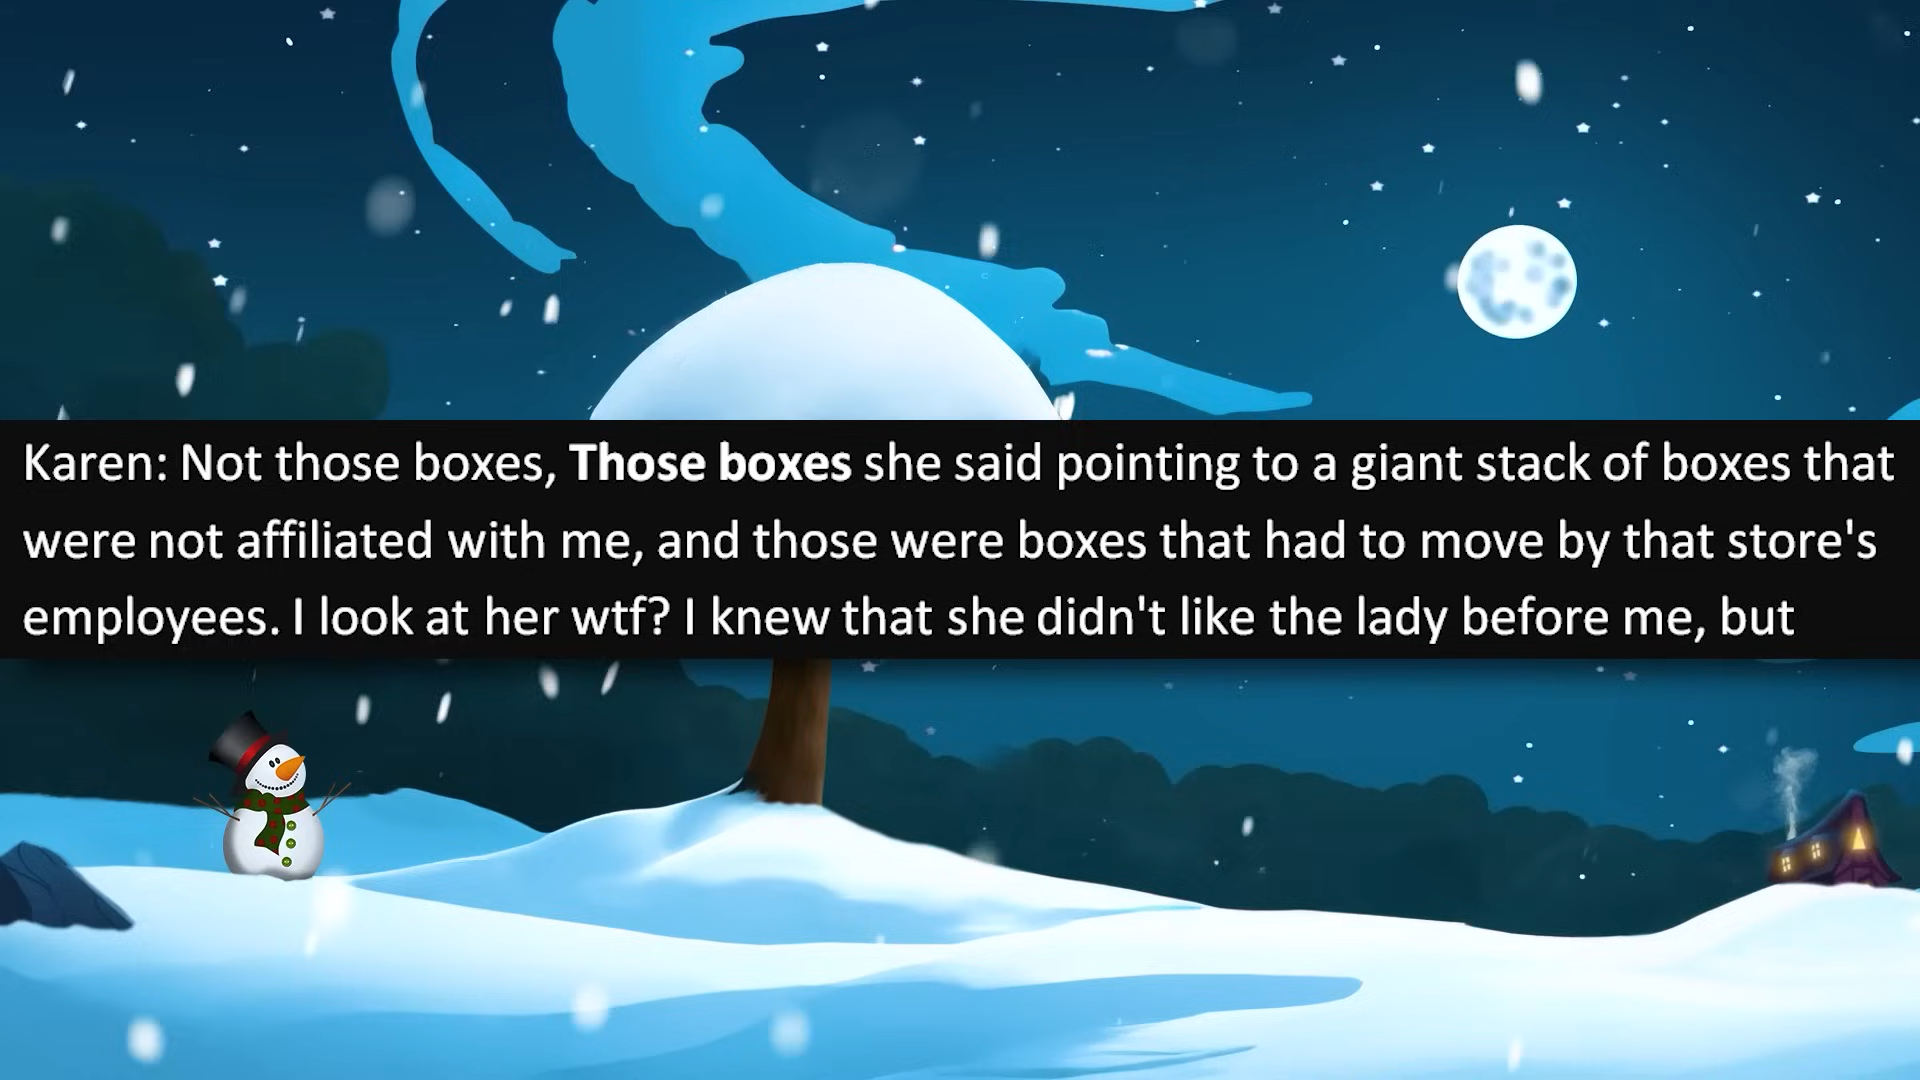 Karen: Not those boxes, Those boxes she said pointing to a giant stack of boxes that
were not affiliated with me, and those were boxes that had to move by that store's
employees. I look at her wtf? I knew that she didn't like the lady before me, but